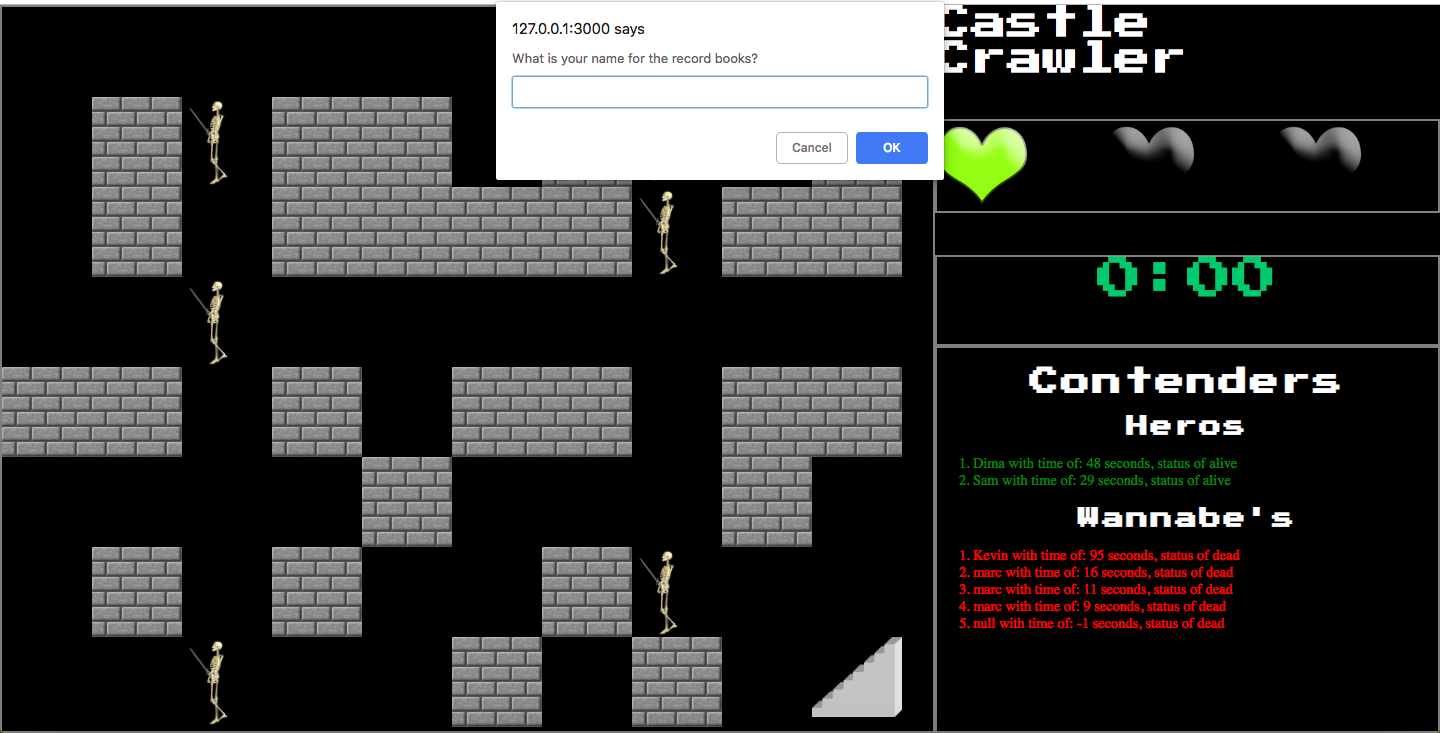 127.0.0.1:3000 says
What is your name for the record books?
Cancel
OK
Castle
Crawler
0:00
Contenders
Heros
1. Dima with time of: 48 seconds, status of alive
2. Sam with time of: 29 seconds, status of alive
Wannabe's
1. Kevin with time of: 95 seconds, status of dead
2. marc with time of: 16 seconds, status of dead
3. marc with time of: 11 seconds, status of dead
4. marc with time of: 9 seconds, status of dead
5. null with time of: -1 seconds, status of dead